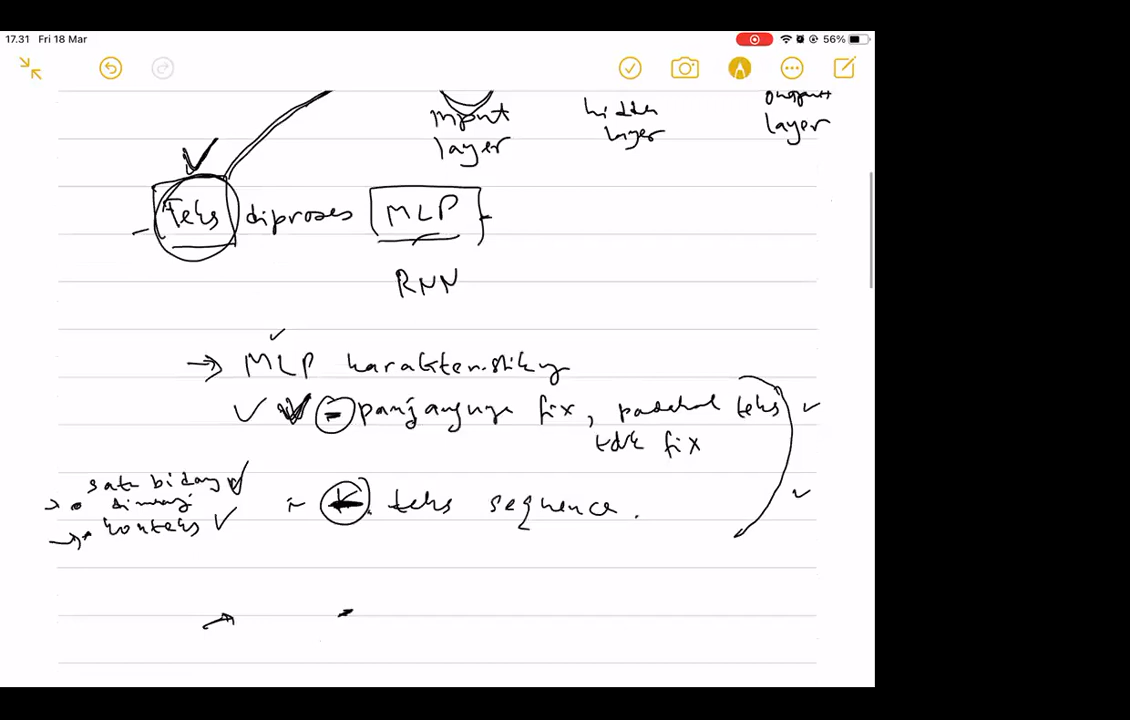 17.31 Fri 18 Mar
56%
input
layer
hidden
layer
output
layer
teks diproses MLP
RNN
→ MLP karakteristiknya
- panjangnya fix, padahal teks
tdk fix
satu bidang
konteks
teks sequence.